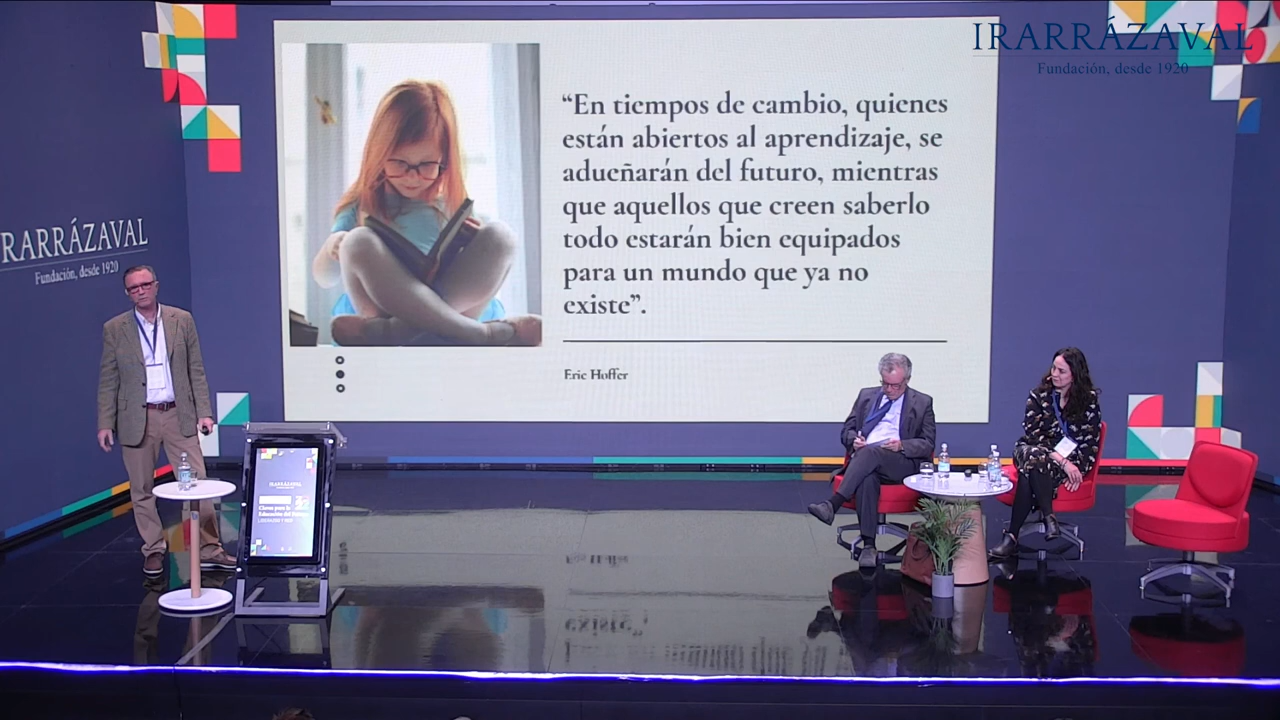 IRARRÁZAVAL
Fundación, desde 1920
“En tiempos de cambio, quienes
están abiertos al aprendizaje, se
adueñarán del futuro, mientras
que aquellos que creen saberlo
todo estarán bien equipados
para un mundo que ya no
existe”.
Eric Hoffer
RARRÁZAVAL
Fundación, desde 1920
IRARRÁZAVAL